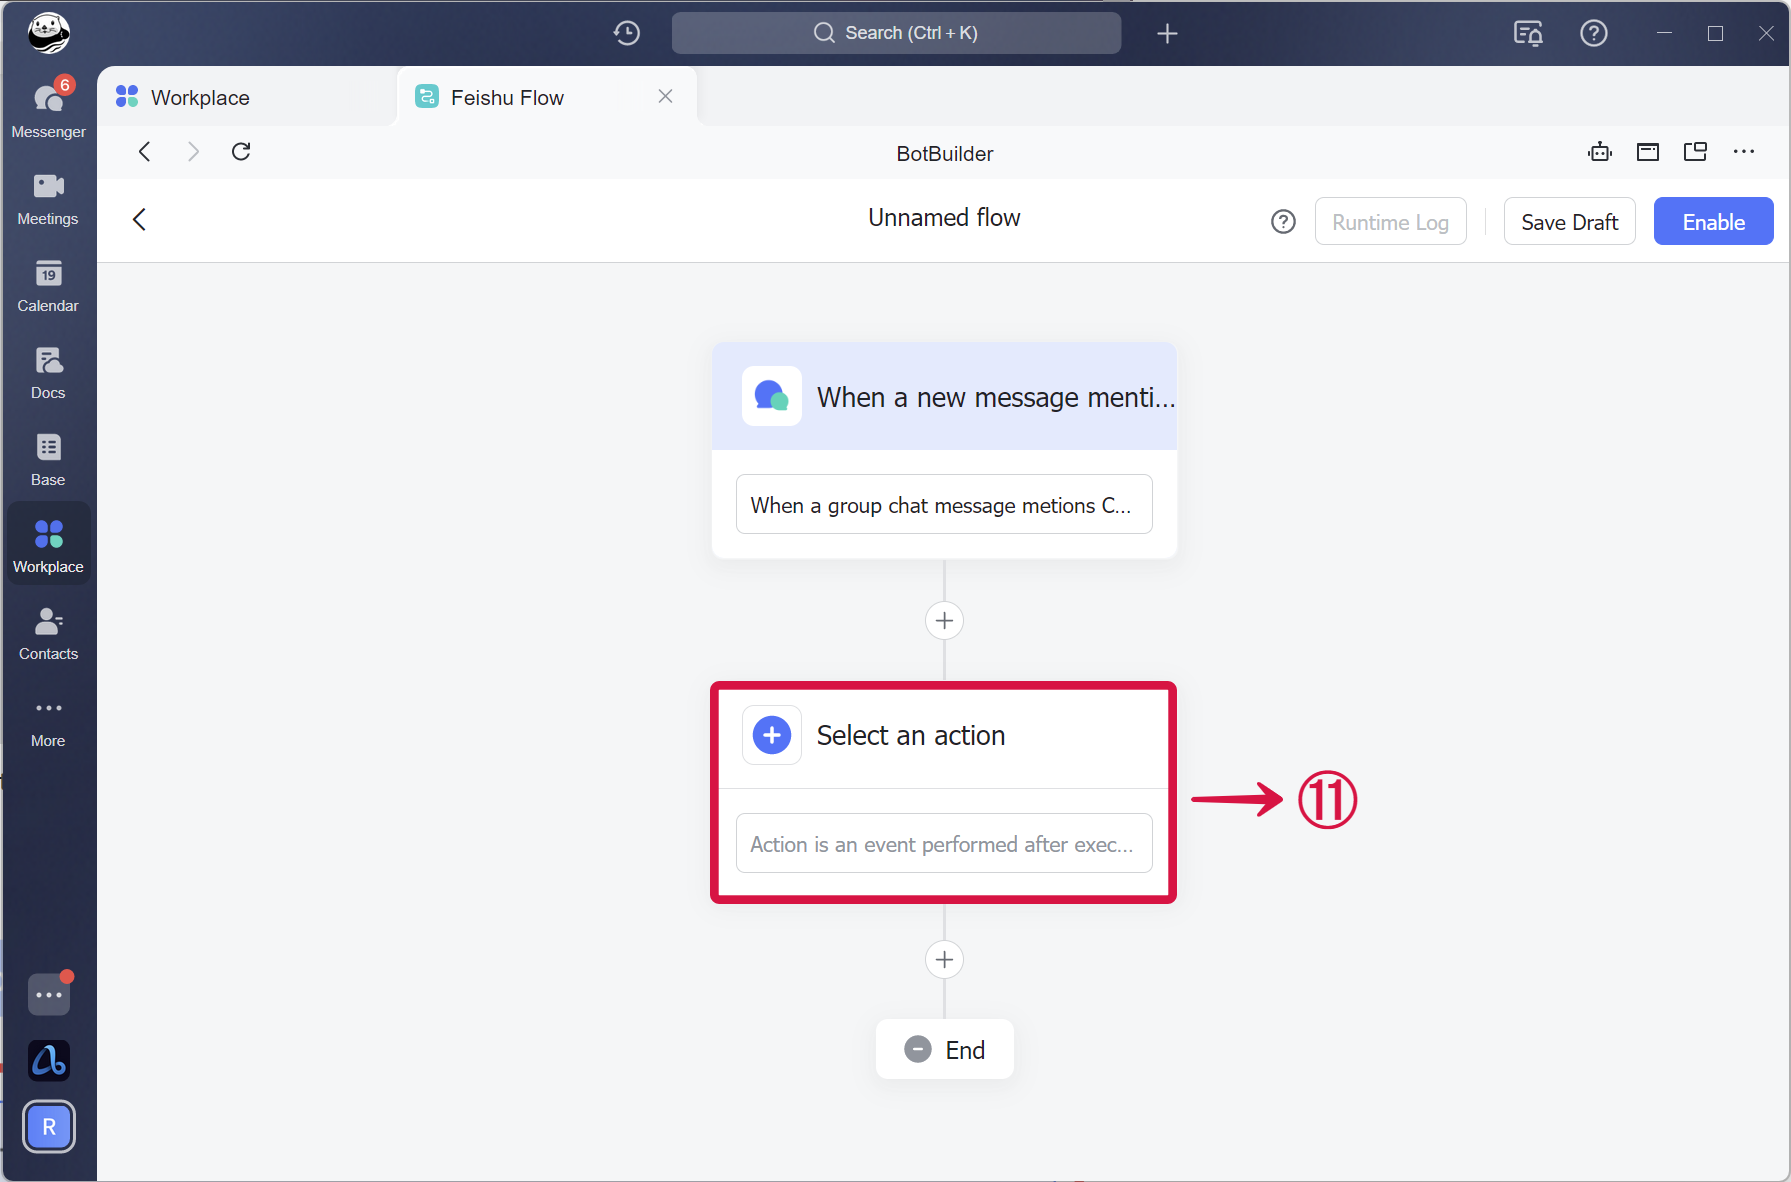 Search (Ctrl + K)
6
Messenger
Meetings
19
Calendar
Docs
Base
Workplace
Contacts
More
R
Workplace
Feishu Flow
BotBuilder
Unnamed flow
Runtime Log
Save Draft
Enable
When a new message menti...
When a group chat message metions C...
Select an action
Action is an event performed after exec...
⑪
End